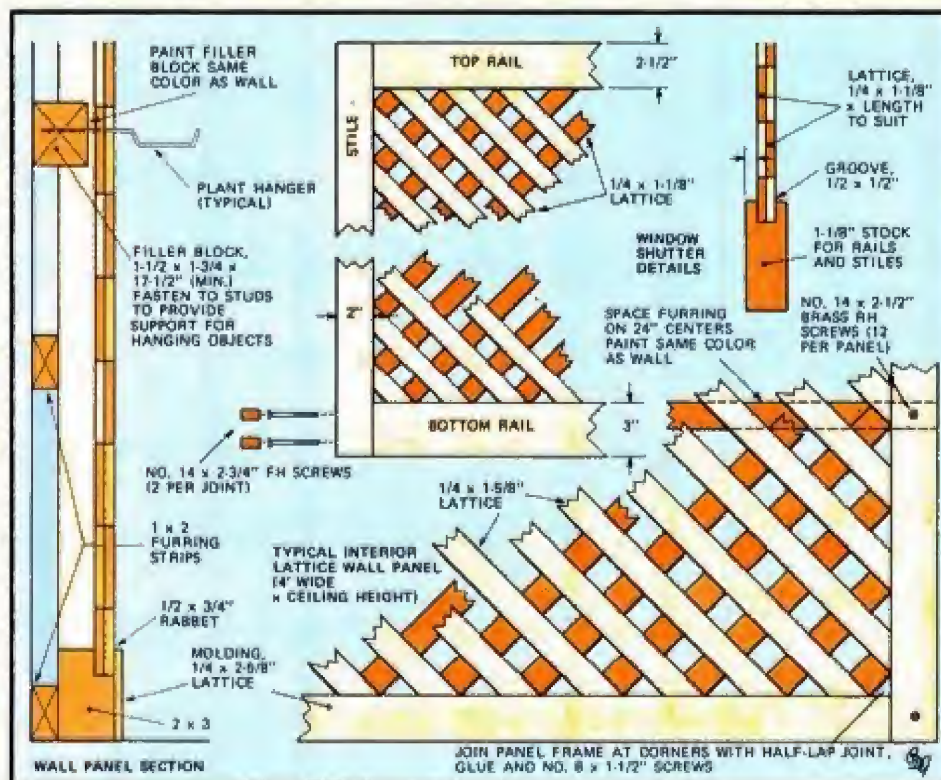 PAINT FILLER
BLOCK SAME
COLOR AS WALL
PLANT HANGER
(TYPICAL)
FILLER BLOCK,
1-1/2 x 1-3/4 x
17-1/2" (MIN.)
FASTEN TO STUDS
TO PROVIDE
SUPPORT FOR
HANGING OBJECTS
NO. 14 x 2-3/4" FH SCREWS
(2 PER JOINT)
1 x 2
FURRING
STRIPS
1/2 x 3/4"
RABBET
MOLDING,
1/4 x 2-5/8"
LATTICE
2 x 3
WALL PANEL SECTION
TOP RAIL
2-1/2"
STILE
1/4 x 1-1/8"
LATTICE
2"
BOTTOM RAIL
3"
WINDOW
SHUTTER
DETAILS
LATTICE,
1/4 x 1-1/8"
x LENGTH
TO SUIT
GROOVE,
1/2 x 1/2"
1-1/8" STOCK
FOR RAILS
AND STILES
SPACE FURRING
ON 24" CENTERS
PAINT SAME COLOR
AS WALL
NO. 14 x 2-1/2"
BRASS RH
SCREWS (12
PER PANEL)
1/4 x 1-5/8"
LATTICE
TYPICAL INTERIOR
LATTICE WALL PANEL
(4' WIDE
x CEILING HEIGHT)
JOIN PANEL FRAME AT CORNERS WITH HALF-LAP JOINT,
GLUE AND NO. 8 x 1-1/2" SCREWS